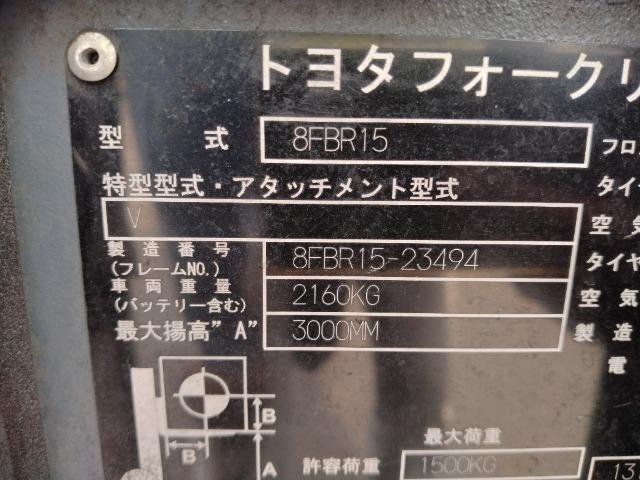 トヨタフォークリ
型 式 8FBR15 フロ
特型型式・アタッチメント型式 タイ
V 空気
製造番号 (フレームNO.) 8FBR15-23494 タイヤ
車両重量 (バッテリー含む) 2160KG 空気
最大揚高"A" 3000MM 製造
電
B
B
A
最大荷重
許容荷重 1500KG 13